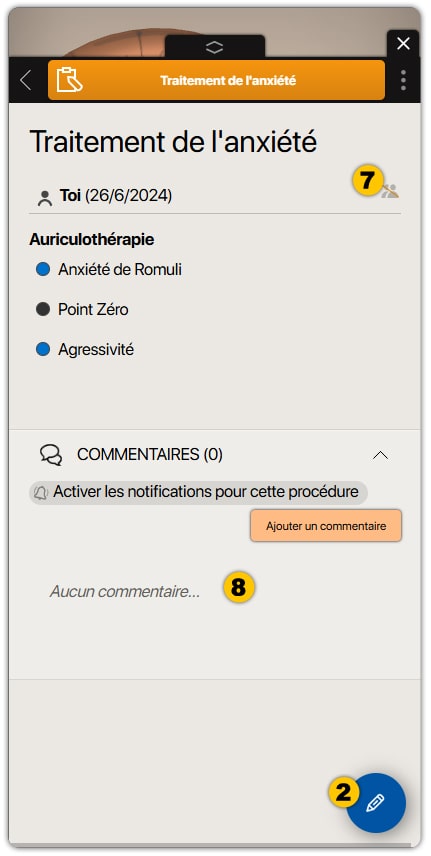 Traitement de l'anxiété
Traitement de l'anxiété
7
Toi (26/6/2024)
Auriculothérapie
Anxiété de Romuli
Point Zéro
Agressivité
COMMENTAIRES (0)
Activer les notifications pour cette procédure
Ajouter un commentaire
Aucun commentaire...
8
2